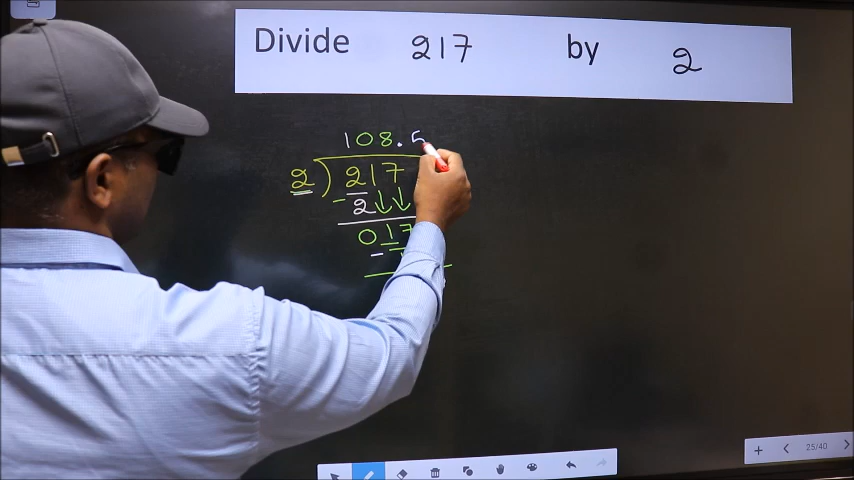 Divide 217 by 2
108.5
2 ) 217
- 2 ↓↓
017
-
25/40